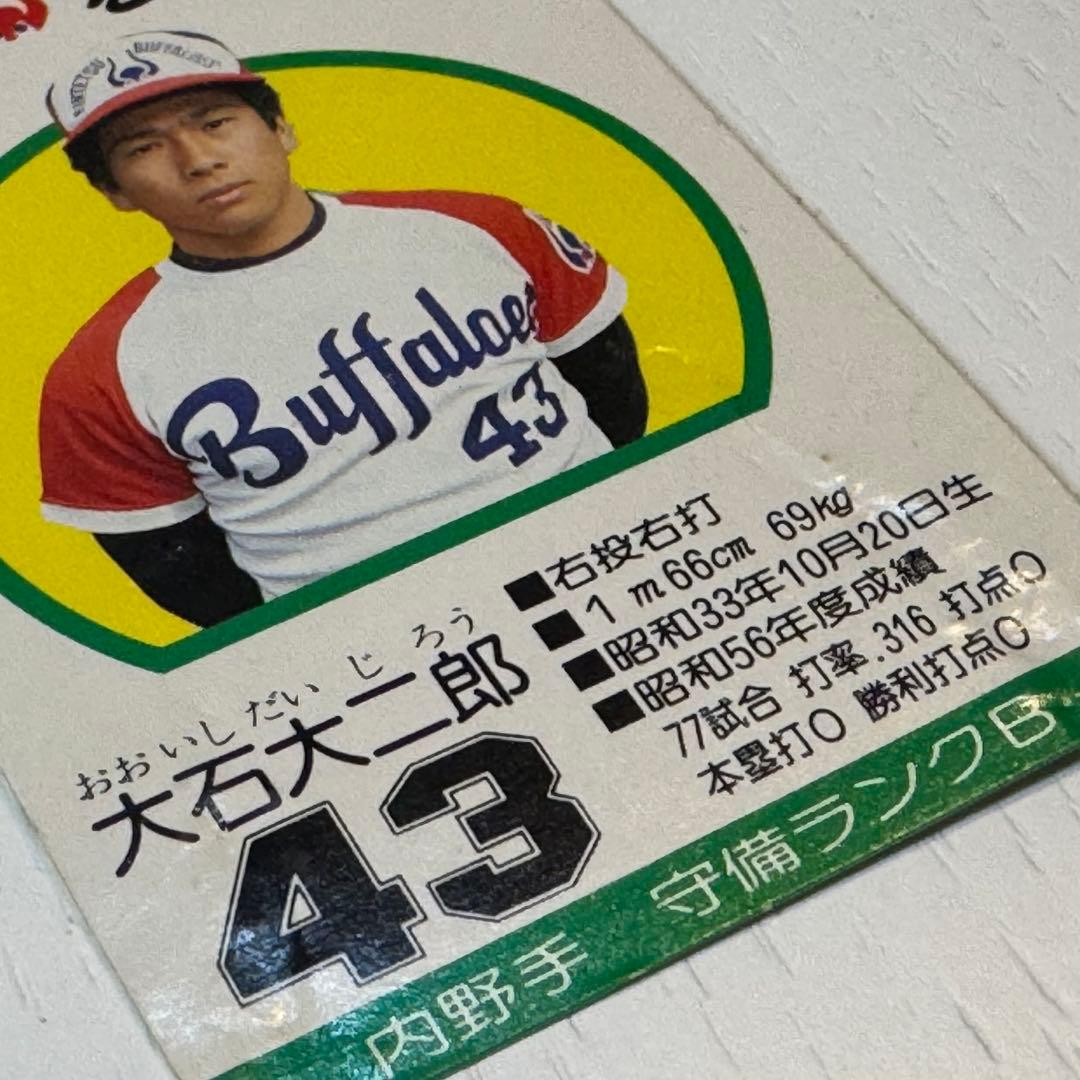 KINTETSU BUFFALOES
Buffaloes
43
■右投右打
■1m66cm 69kg
■昭和33年10月20日生
■昭和56年度成績
77試合 打率.316 打点0
本塁打0 勝利打点0
おおいしだいじろう
大石大二郎
43
内野手 守備ランクB